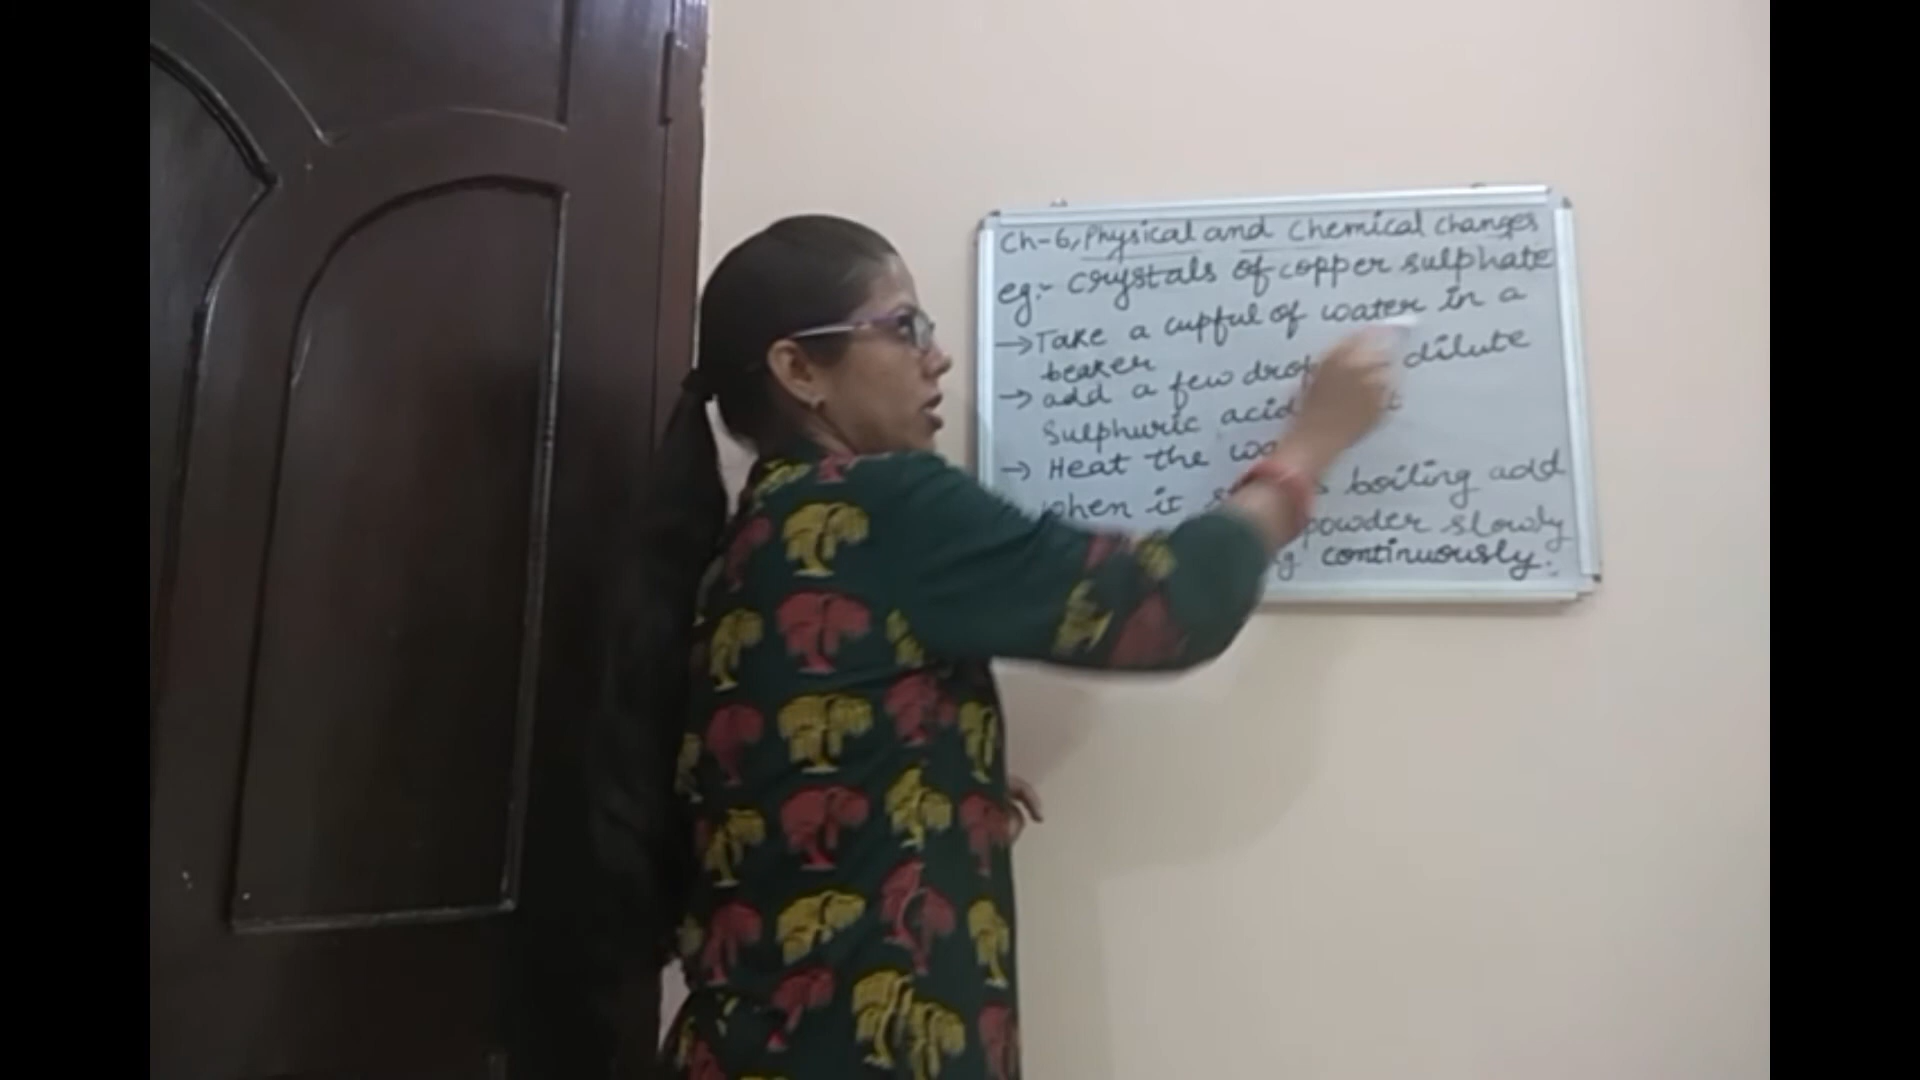 Ch-6, Physical and Chemical Changes
eg:- crystals of copper sulphate
→ Take a cupful of water in a
beaker
→ add a few dilute
Sulphuric acid
→ Heat the
when it boiling add
powder slowly
continuously.